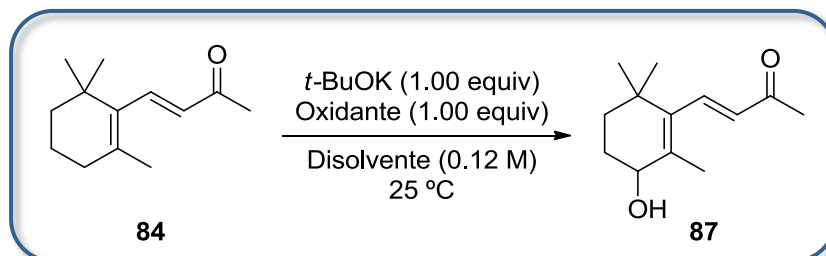 O
t-BuOK (1.00 equiv)
Oxidante (1.00 equiv)
Disolvente (0.12 M)
25 ºC
84
O
OH
87